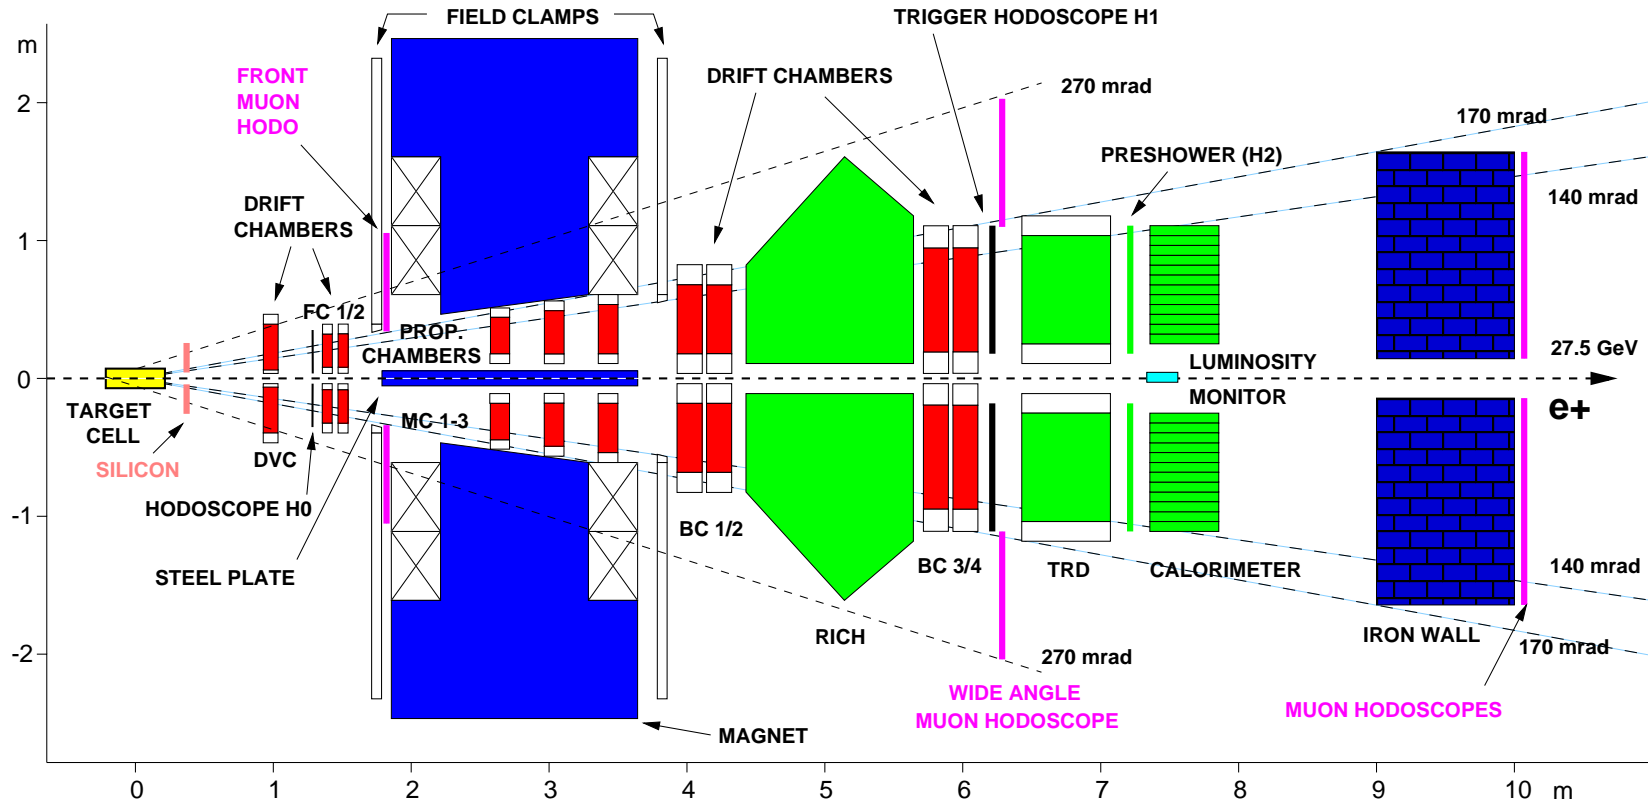 FIELD CLAMPS
TRIGGER HODOSCOPE H1
m
FRONT
MUON
HODO
DRIFT CHAMBERS
270 mrad
2
170 mrad
PRESHOWER (H2)
140 mrad
DRIFT
CHAMBERS
1
FC 1/2
PROP.
CHAMBERS
27.5 GeV
LUMINOSITY
MONITOR
0
e+
TARGET
CELL
MC 1-3
SILICON
DVC
HODOSCOPE H0
-1
BC 1/2
STEEL PLATE
BC 3/4
TRD
CALORIMETER
140 mrad
RICH
IRON WALL
170 mrad
-2
270 mrad
WIDE ANGLE
MUON HODOSCOPE
MUON HODOSCOPES
MAGNET
0 1 2 3 4 5 6 7 8 9 10 m